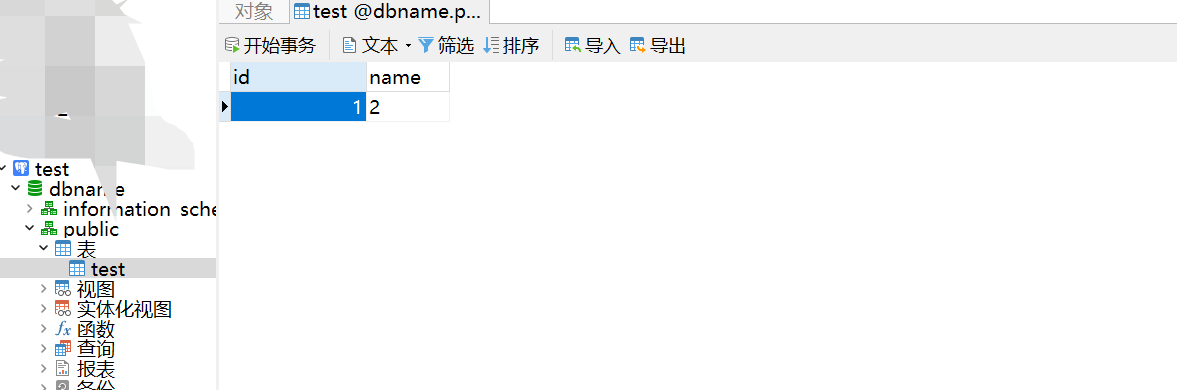 对象
test @dbname.p...
开始事务 文本 筛选 排序 导入 导出
id name
1 2
test
dbname
information_sche
public
表
test
视图
实体化视图
函数
查询
报表
备份